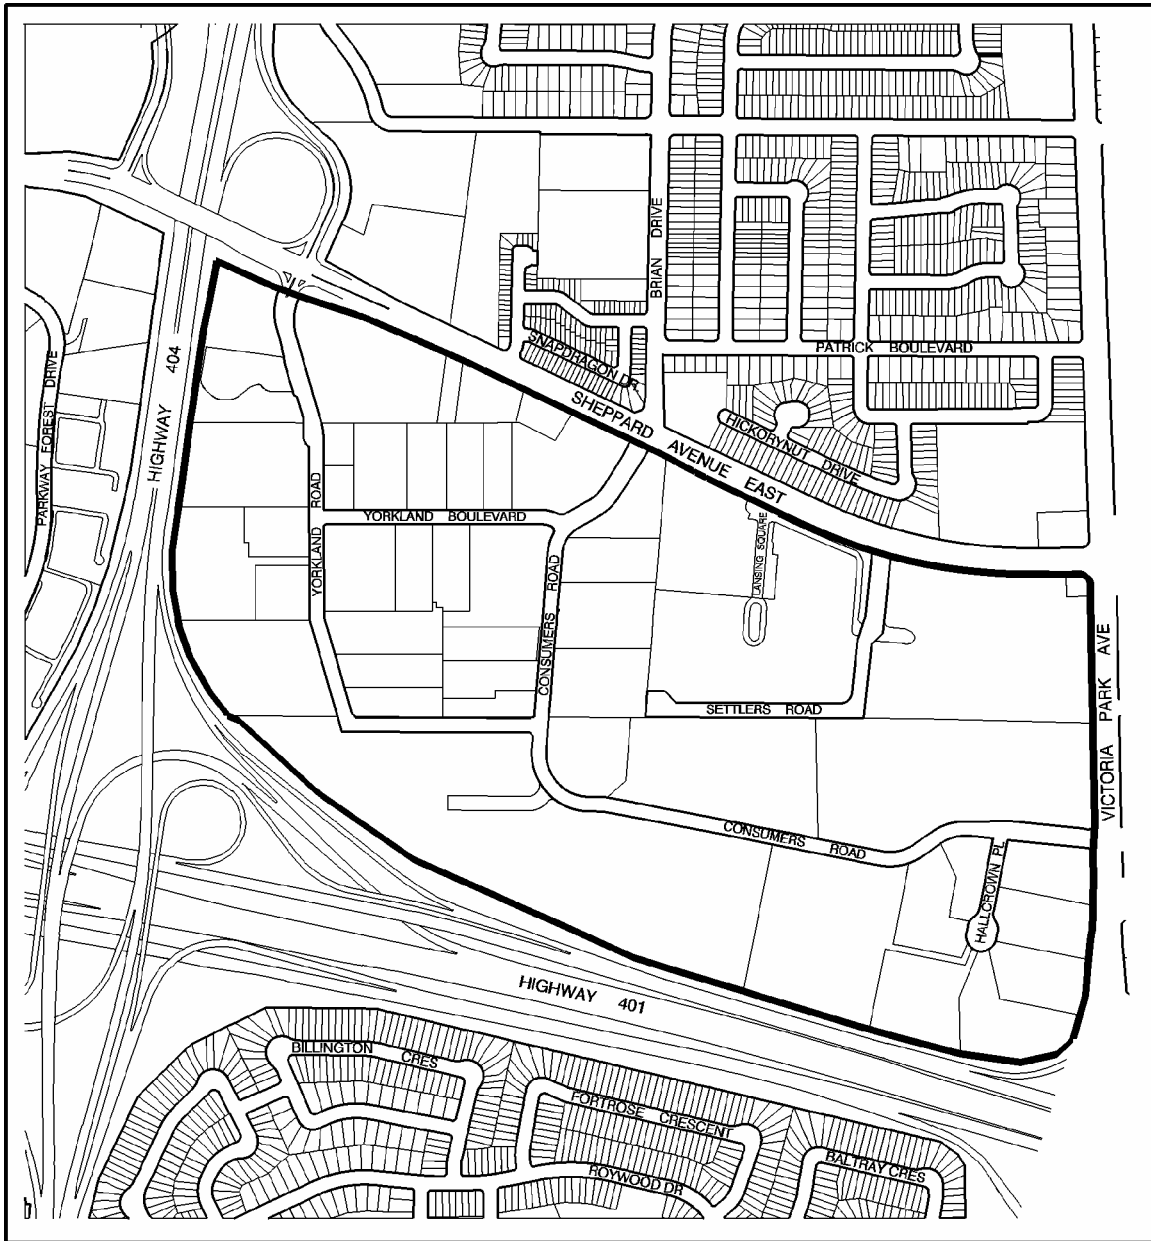 BRIAN DRIVE
SNAPDRAGON DR.
PATRICK BOULEVARD
HIGHWAY 404
PARKWAY FOREST DRIVE
SHEPPARD AVENUE EAST
HICKORYNUT DRIVE
YORKLAND ROAD
YORKLAND BOULEVARD
LANSING SQUARE
CONSUMERS ROAD
SETTLERS ROAD
VICTORIA PARK AVE
CONSUMERS ROAD
HALLCROWN PL
HIGHWAY 401
BILLINGTON CRES
FORTROSE CRESCENT
RALTRAY CRES
ROYWOOD DR